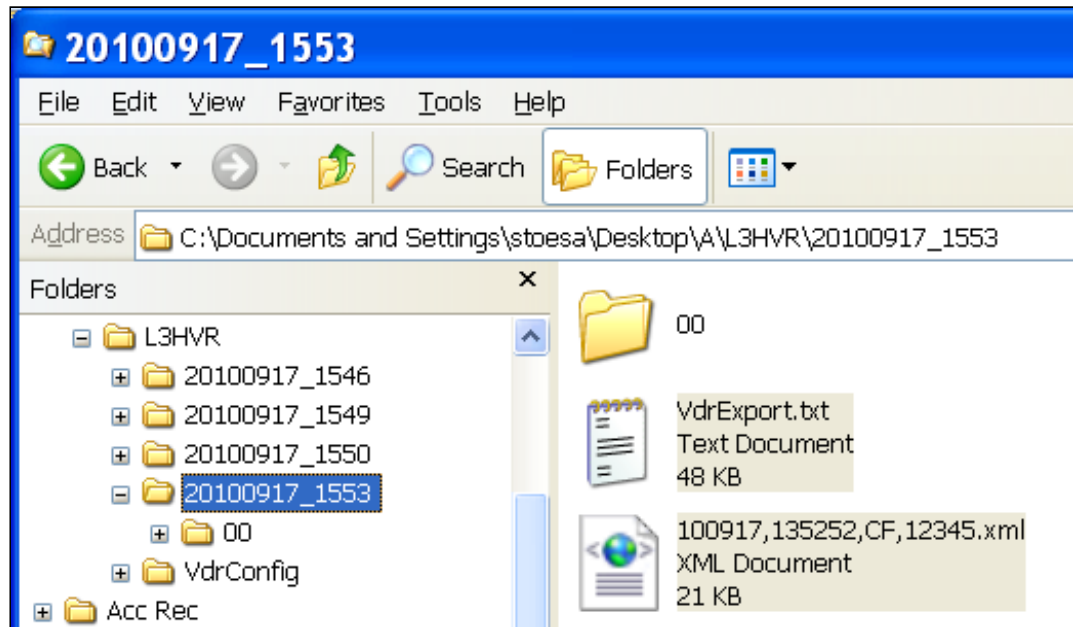 20100917_1553
File Edit View Favorites Tools Help
Back Search Folders
Address C:\Documents and Settings\stoesa\Desktop\A\L3HVR\20100917_1553
Folders x
L3HVR
20100917_1546
20100917_1549
20100917_1550
20100917_1553
00
VdrConfig
Acc Rec
00
VdrExport.txt
Text Document
48 KB
100917,135252,CF,12345.xml
XML Document
21 KB